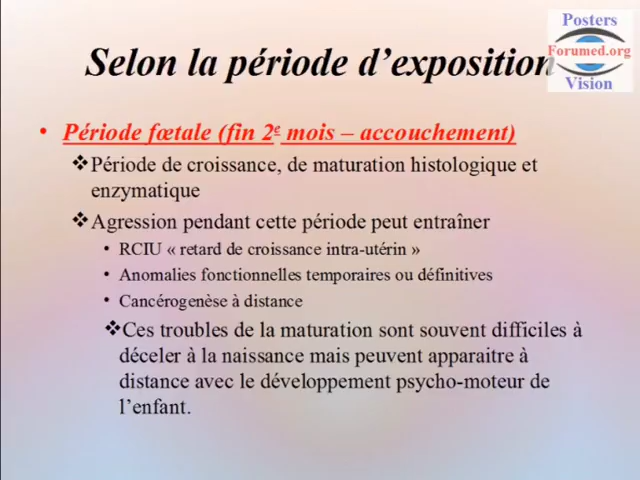 Posters
Forumed.org
Vision
Selon la période d’exposition
• Période fœtale (fin 2e mois – accouchement)
❖Période de croissance, de maturation histologique et
enzymatique
❖Agression pendant cette période peut entraîner
• RCIU « retard de croissance intra-utérin »
• Anomalies fonctionnelles temporaires ou définitives
• Cancérogenèse à distance
❖Ces troubles de la maturation sont souvent difficiles à
déceler à la naissance mais peuvent apparaitre à
distance avec le développement psycho-moteur de
l’enfant.